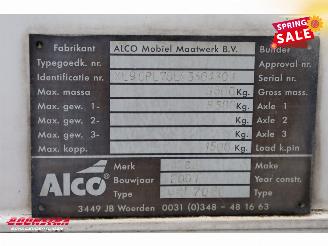 SPRING
SALE
Fabrikant ALCO Mobiel Maatwerk B.V. Builder
Typegoedk. nr. Approval nr.
Identificatie nr. Serial nr.
Max. massa Kg. Gross mass.
Max. gew. 1- Kg. Axle 1
Max. gew. 2- Kg. Axle 2
Max. gew. 3- Kg. Axle 3
Max. kopp. 1500 Kg. Load k.pin
Alco
Merk Make
Bouwjaar 2001 Year constr.
Type Type
3449 JB Woerden 0031 (0)348 - 48 16 63